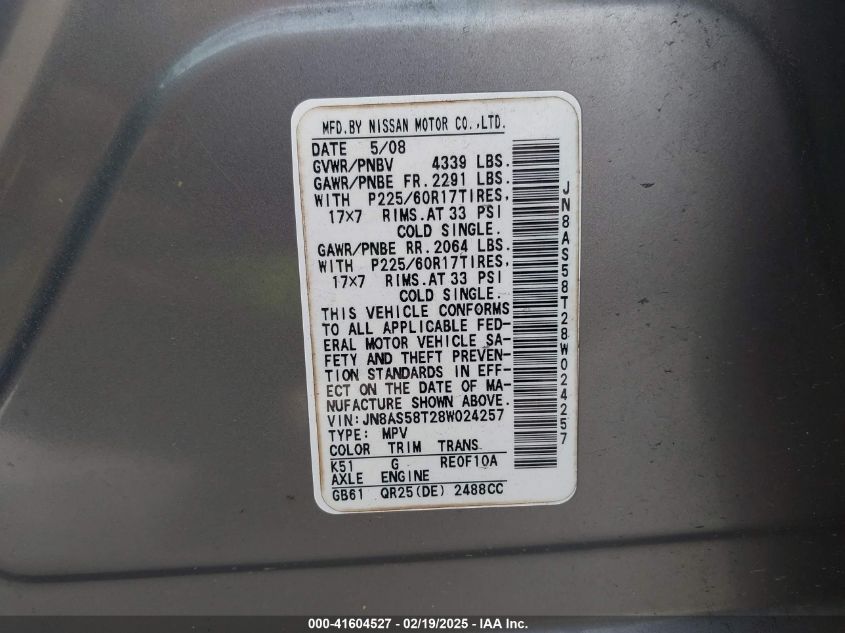 MFD.BY NISSAN MOTOR CO.,LTD.
DATE 5/08
GVWR/PNBV 4339 LBS.
GAWR/PNBE FR.2291 LBS.
WITH P225/60R17TIRES,
17×7 RIMS.AT 33 PSI
COLD SINGLE.
GAWR/PNBE RR.2064 LBS.
WITH P225/60R17TIRES,
17×7 RIMS.AT 33 PSI
COLD SINGLE.
THIS VEHICLE CONFORMS
TO ALL APPLICABLE FED-
ERAL MOTOR VEHICLE SA-
FETY AND THEFT PREVEN-
TION STANDARDS IN EFF-
ECT ON THE DATE OF MA-
NUFACTURE SHOWN ABOVE.
VIN:JN8AS58T28W024257
TYPE: MPV
COLOR TRIM TRANS
K51 G RE0F10A
AXLE ENGINE
GB61 QR25(DE) 2488CC
JN8AS58T28W024257
000-41604527 - 02/19/2025 - IAA Inc.